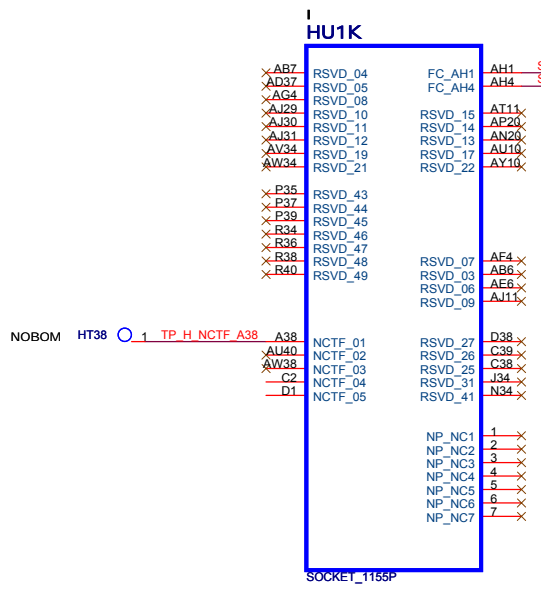 HU1K
AB7 RSVD_04 FC_AH1 AH1
AD37 RSVD_05 FC_AH4 AH4
AG4 RSVD_08
AJ29 RSVD_10 RSVD_15 AT11
AJ30 RSVD_11 RSVD_14 AP20
AJ31 RSVD_12 RSVD_13 AN20
AV34 RSVD_19 RSVD_17 AU10
AW34 RSVD_21 RSVD_22 AY10
P35 RSVD_43
P37 RSVD_44
P39 RSVD_45
R34 RSVD_46
R36 RSVD_47
R38 RSVD_48 RSVD_07 AF4
R40 RSVD_49 RSVD_03 AB6
RSVD_06 AE6
RSVD_09 AJ11
NOBOM HT38 1 TP_H_NCTF_A38 A38 NCTF_01 RSVD_27 D38
AU40 NCTF_02 RSVD_26 C39
AW38 NCTF_03 RSVD_25 C38
C2 NCTF_04 RSVD_31 J34
D1 NCTF_05 RSVD_41 N34
NP_NC1 1
NP_NC2 2
NP_NC3 3
NP_NC4 4
NP_NC5 5
NP_NC6 6
NP_NC7 7
SOCKET_1155P